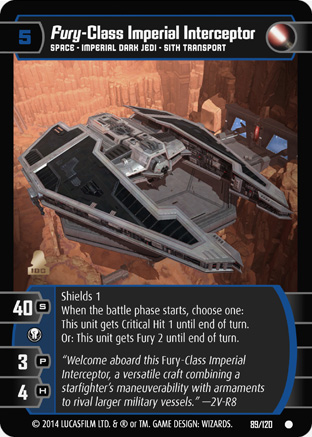 5
Fury-Class Imperial Interceptor
SPACE • IMPERIAL DARK JEDI • SITH TRANSPORT
40 S
Shields 1
When the battle phase starts, choose one:
This unit gets Critical Hit 1 until end of turn.
Or: This unit gets Fury 2 until end of turn.
3 P
4 H
“Welcome aboard this Fury-Class Imperial
Interceptor, a versatile craft combining a
starfighter’s maneuverability with armaments
to rival larger military vessels.” —2V-R8
© 2014 LUCASFILM LTD. & ® or TM. GAME DESIGN: WIZARDS. 89/120